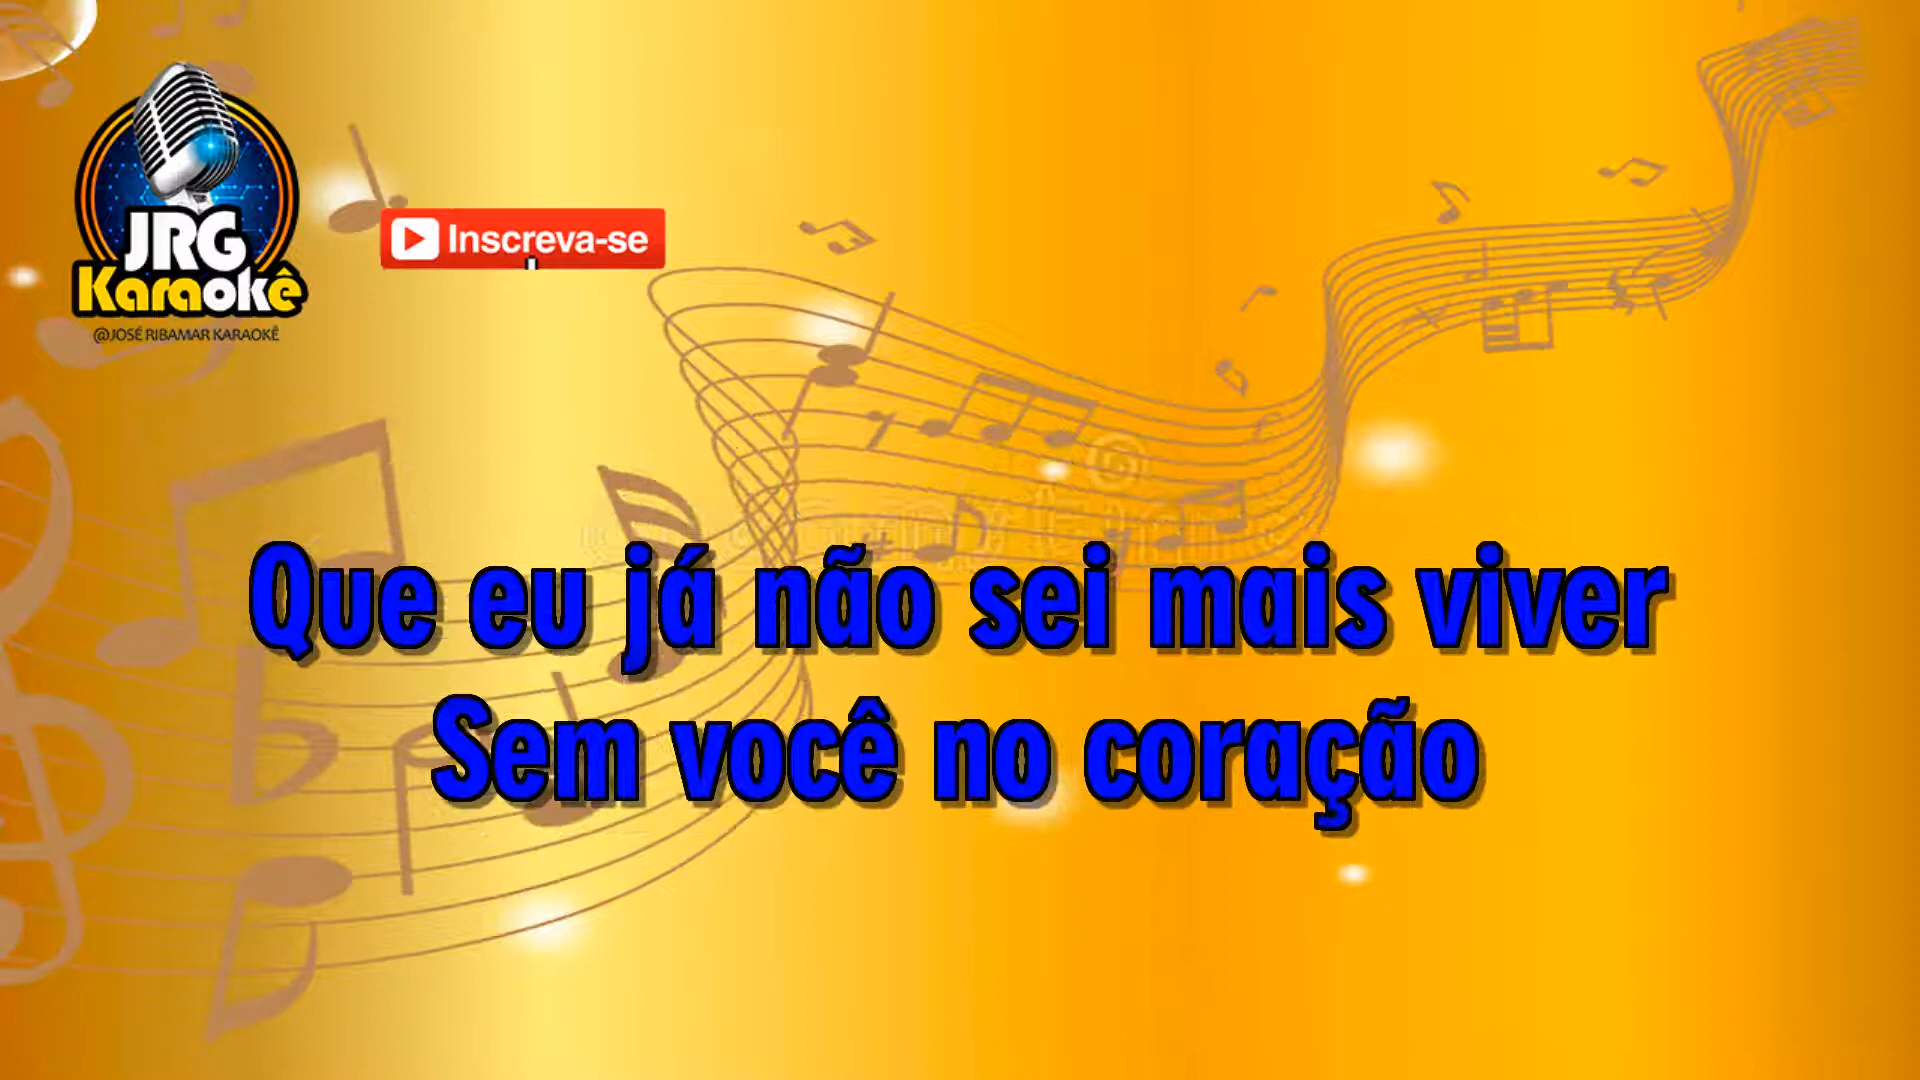 JRG
Karaokê
@JOSÉ RIBAMAR KARAOKÊ
Inscreva-se
Que eu já não sei mais viver
Sem você no coração